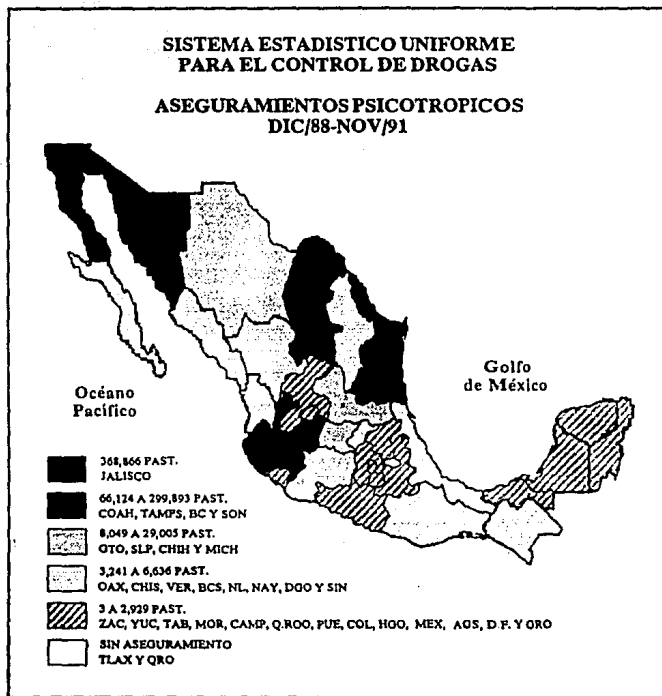 SISTEMA ESTADISTICO UNIFORME
PARA EL CONTROL DE DROGAS
ASEGURAMIENTOS PSICOTROPICOS
DIC/88-NOV/91
Golfo
de México
Océano
Pacífico
368,866 PAST.
JALISCO
66,124 A 299,893 PAST.
COAH, TAMPS, BC Y SON
8,049 A 29,005 PAST.
GTO, SLP, CHIH Y MICH
3,241 A 6,636 PAST.
OAX, CHIS, VER, BCS, NL, NAY, DGO Y SIN
3 A 2,929 PAST.
ZAC, YUC, TAB, MOR, CAMP, Q.ROO, PUE, COL, HGO, MEX, AGS, D.F. Y GRO
SIN ASEGURAMIENTO
TLAX Y QRO